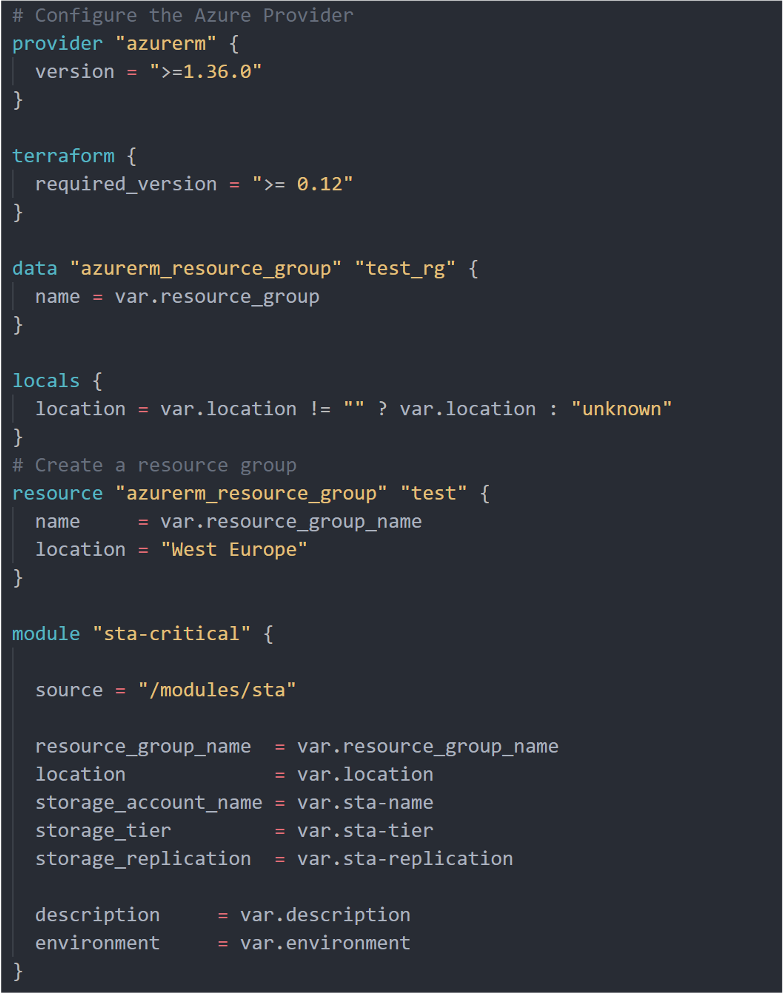 # Configure the Azure Provider
provider "azurerm" {
  version = ">=1.36.0"
}

terraform {
  required_version = ">= 0.12"
}

data "azurerm_resource_group" "test_rg" {
  name = var.resource_group
}

locals {
  location = var.location != "" ? var.location : "unknown"
}
# Create a resource group
resource "azurerm_resource_group" "test" {
  name     = var.resource_group_name
  location = "West Europe"
}

module "sta-critical" {

  source = "/modules/sta"

  resource_group_name  = var.resource_group_name
  location             = var.location
  storage_account_name = var.sta-name
  storage_tier         = var.sta-tier
  storage_replication  = var.sta-replication

  description     = var.description
  environment     = var.environment
}